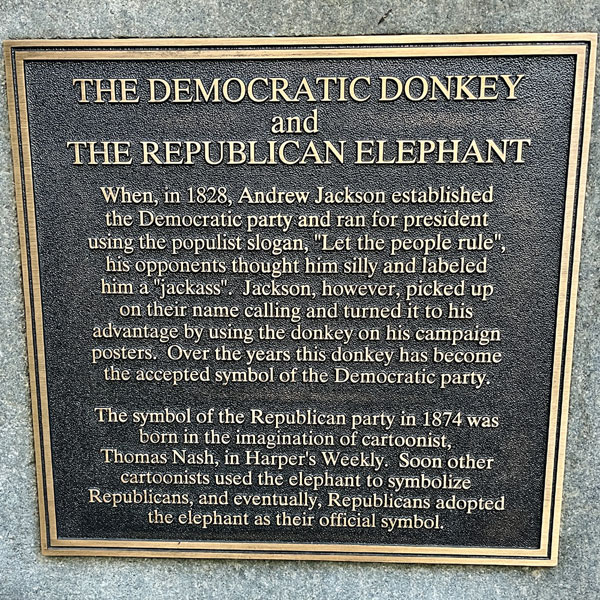 THE DEMOCRATIC DONKEY
and
THE REPUBLICAN ELEPHANT
When, in 1828, Andrew Jackson established
the Democratic party and ran for president
using the populist slogan, "Let the people rule",
his opponents thought him silly and labeled
him a "jackass". Jackson, however, picked up
on their name calling and turned it to his
advantage by using the donkey on his campaign
posters. Over the years this donkey has become
the accepted symbol of the Democratic party.
The symbol of the Republican party in 1874 was
born in the imagination of cartoonist,
Thomas Nash, in Harper's Weekly. Soon other
cartoonists used the elephant to symbolize
Republicans, and eventually, Republicans adopted
the elephant as their official symbol.